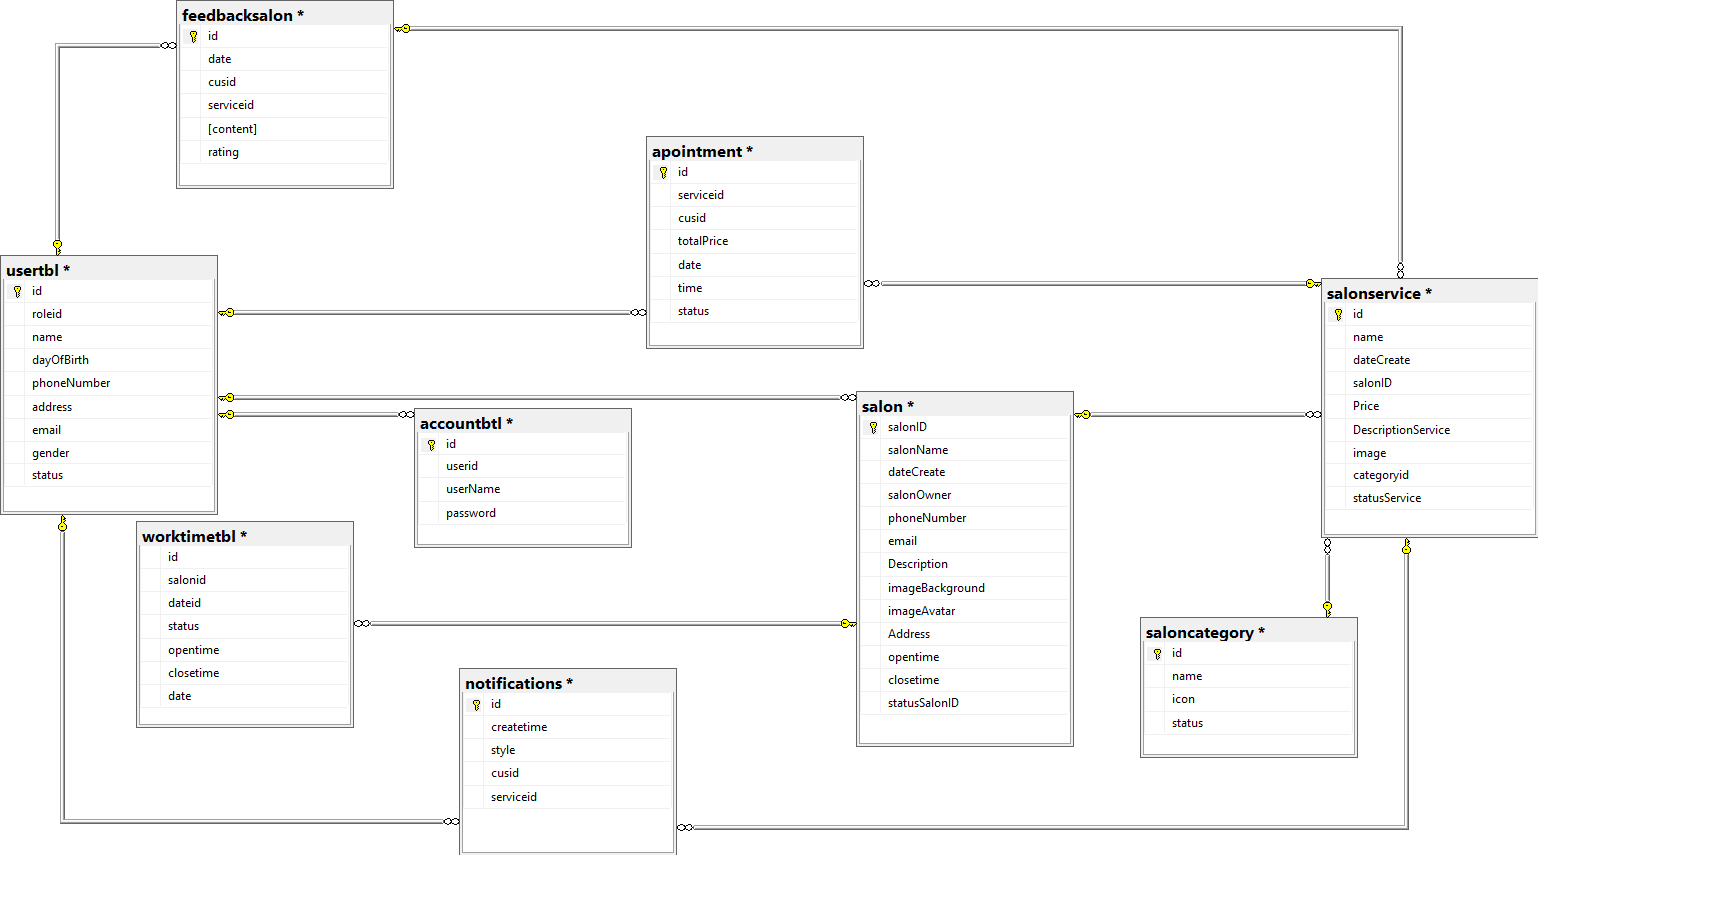 feedbacksalon *
id
date
cusid
serviceid
[content]
rating
apointment *
id
serviceid
cusid
totalPrice
date
time
status
usertbl *
id
roleid
name
dayOfBirth
phoneNumber
address
email
gender
status
salonservice *
id
name
dateCreate
salonID
Price
DescriptionService
image
categoryid
statusService
accountbtl *
id
userid
userName
password
salon *
salonID
salonName
dateCreate
salonOwner
phoneNumber
email
Description
imageBackground
imageAvatar
Address
opentime
closetime
statusSalonID
worktimetbl *
id
salonid
dateid
status
opentime
closetime
date
saloncategory *
id
name
icon
status
notifications *
id
createtime
style
cusid
serviceid